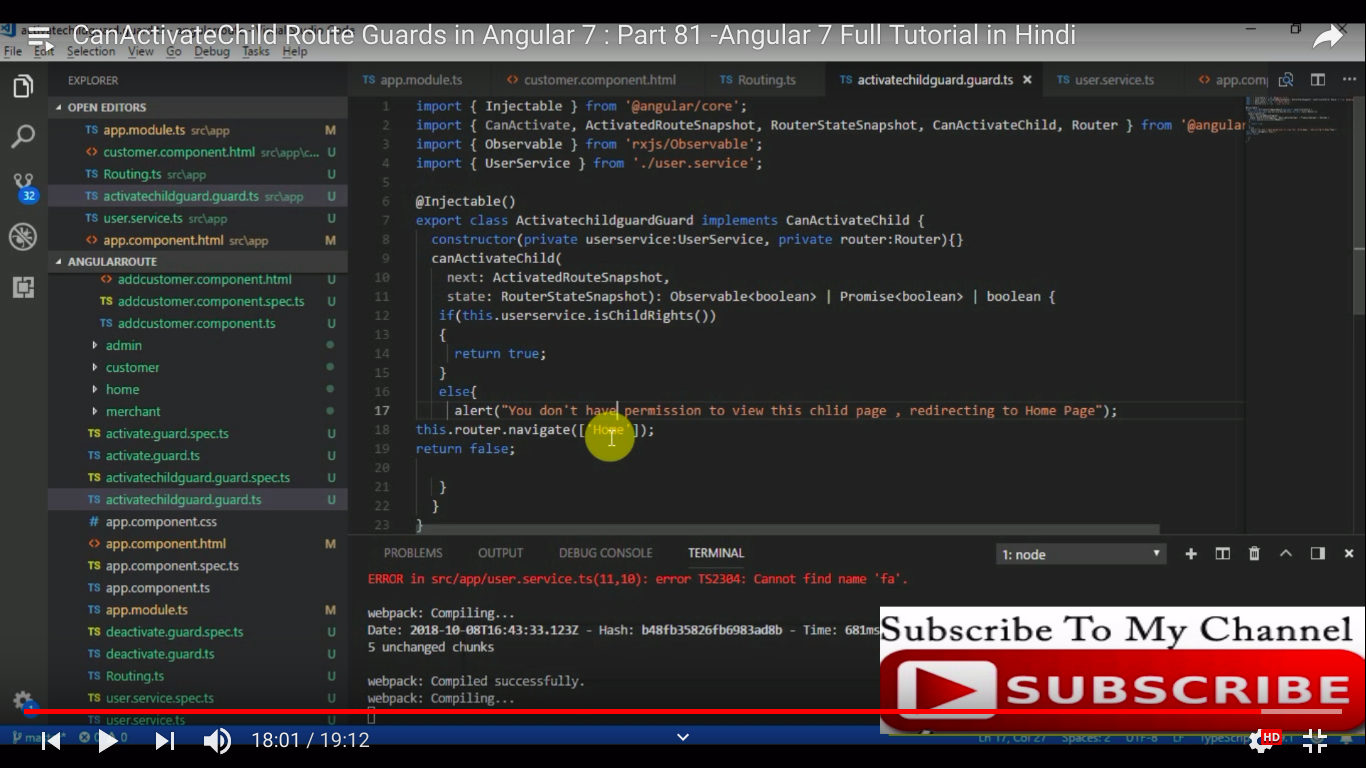 CanActivateChild Route Guards in Angular 7 : Part 81 -Angular 7 Full Tutorial in Hindi
File Edit Selection View Go Debug Tasks Help
EXPLORER
OPEN EDITORS
TS app.module.ts src\app M
<> customer.component.html src\app\c... U
TS Routing.ts src\app U
32
TS activatechildguard.guard.ts src\app U
TS user.service.ts src\app U
<> app.component.html src\app M
ANGULARROUTE
<> addcustomer.component.html U
TS addcustomer.component.spec.ts U
TS addcustomer.component.ts U
admin
customer
home
merchant
TS activate.guard.spec.ts U
TS activate.guard.ts U
TS activatechildguard.guard.spec.ts U
TS activatechildguard.guard.ts U
# app.component.css
<> app.component.html M
TS app.component.spec.ts
TS app.component.ts
TS app.module.ts M
TS deactivate.guard.spec.ts U
TS deactivate.guard.ts U
TS Routing.ts U
TS user.service.spec.ts U
TS user.service.ts U
TS app.module.ts <> customer.component.html TS Routing.ts TS activatechildguard.guard.ts × TS user.service.ts <> app.com
1 import { Injectable } from '@angular/core';
2 import { CanActivate, ActivatedRouteSnapshot, RouterStateSnapshot, CanActivateChild, Router } from '@angular
3 import { Observable } from 'rxjs/Observable';
4 import { UserService } from './user.service';
5
6 @Injectable()
7 export class ActivatechildguardGuard implements CanActivateChild {
8 constructor(private userservice:UserService, private router:Router){}
9 canActivateChild(
10 next: ActivatedRouteSnapshot,
11 state: RouterStateSnapshot): Observable<boolean> | Promise<boolean> | boolean {
12 if(this.userservice.isChildRights())
13 {
14 return true;
15 }
16 else{
17 alert("You don't have permission to view this chlid page , redirecting to Home Page");
18 this.router.navigate(['Home']);
19 return false;
20
21 }
22 }
23 }
PROBLEMS OUTPUT DEBUG CONSOLE TERMINAL 1: node
ERROR in src/app/user.service.ts(11,10): error TS2304: Cannot find name 'fa'.
webpack: Compiling...
Date: 2018-10-08T16:43:33.123Z - Hash: b48fb35826fb6983ad8b - Time: 681ms
5 unchanged chunks
webpack: Compiled successfully.
webpack: Compiling...
Subscribe To My Channel
SUBSCRIBE
18:01 / 19:12
HD
Ln 17, Col 27 Spaces: 2 UTF-8 LF